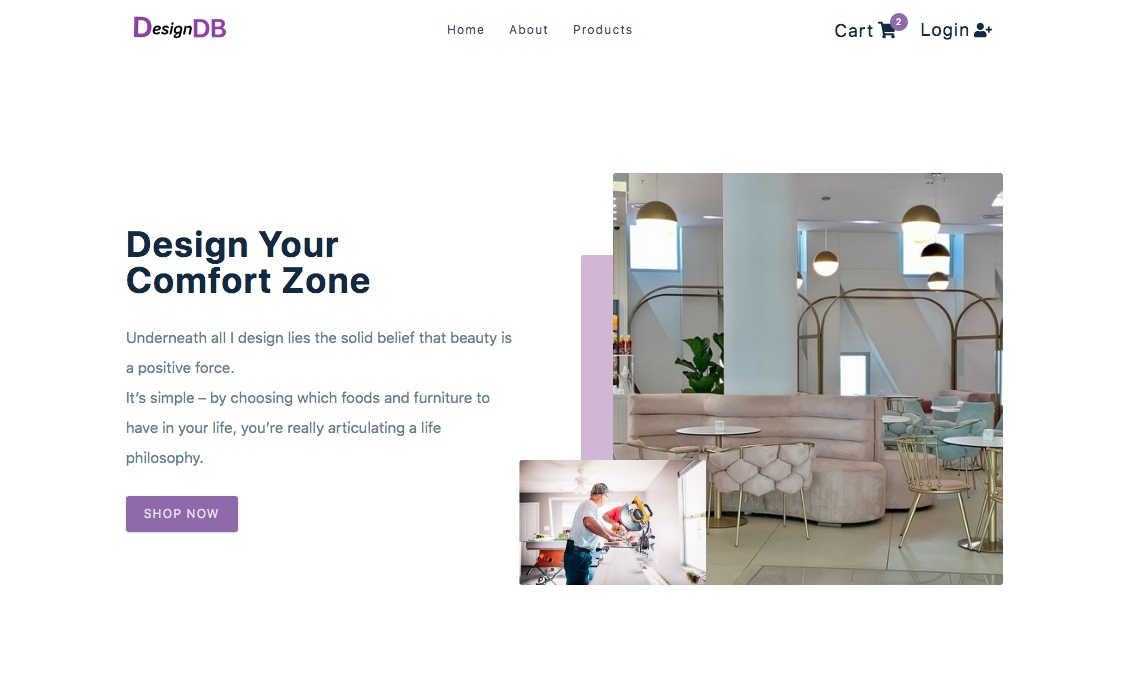 DesignDB
Home About Products
Cart 2 Login
Design Your
Comfort Zone
Underneath all I design lies the solid belief that beauty is
a positive force.
It’s simple – by choosing which foods and furniture to
have in your life, you’re really articulating a life
philosophy.
SHOP NOW